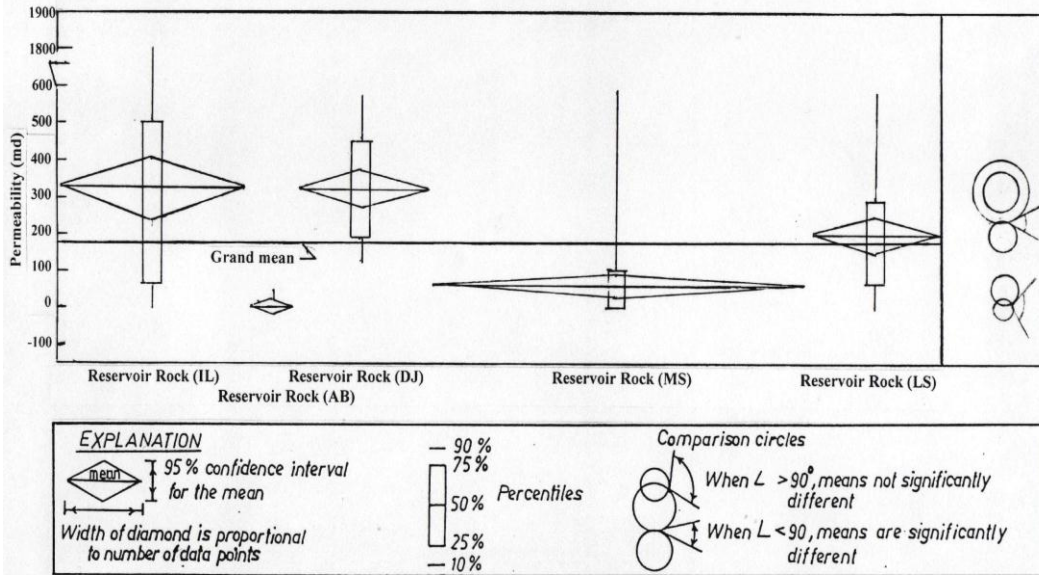 1900
1800
600
500
400
300
200
100
0
-100
Permeability (md)
Grand mean
Reservoir Rock (IL)
Reservoir Rock (DJ)
Reservoir Rock (MS)
Reservoir Rock (LS)
Reservoir Rock (AB)
EXPLANATION
mean
95% confidence interval
for the mean
Width of diamond is proportional
to number of data points
90%
75%
50%
25%
10%
Percentiles
Comparison circles
When ∠ >90°, means not significantly
different
When ∠ <90, means are significantly
different